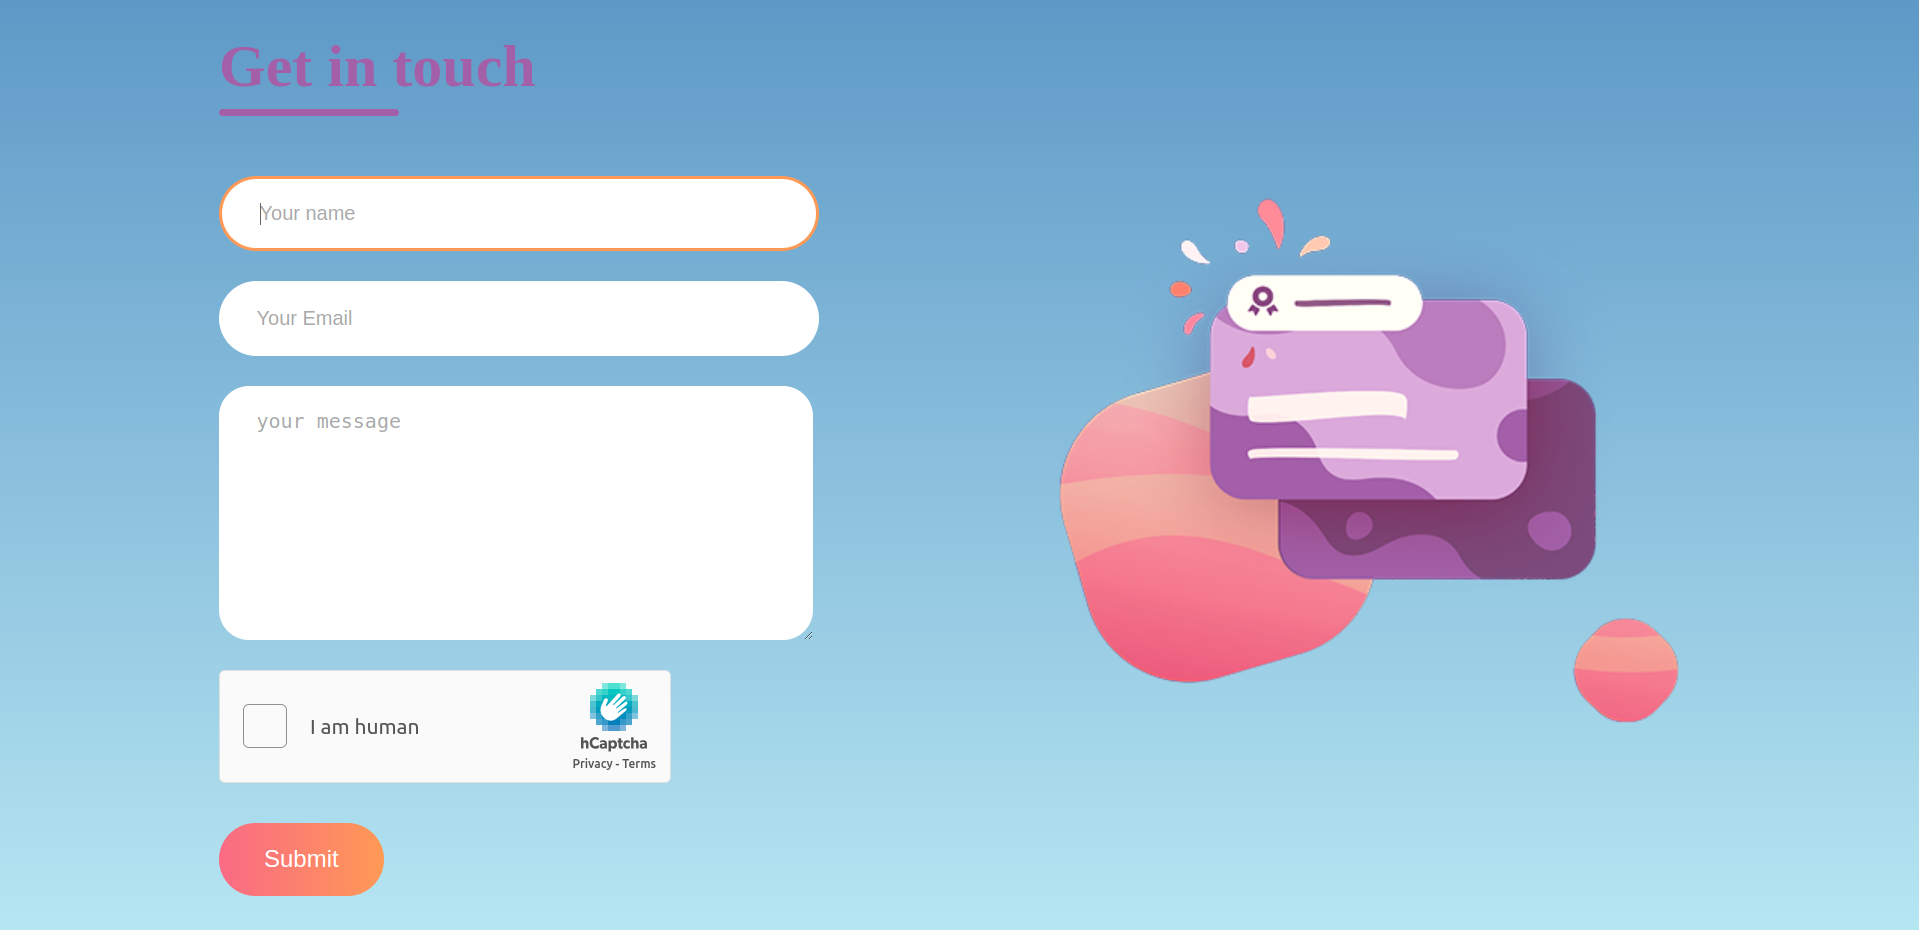 Get in touch
Your name
Your Email
your message
I am human
hCaptcha
Privacy - Terms
Submit